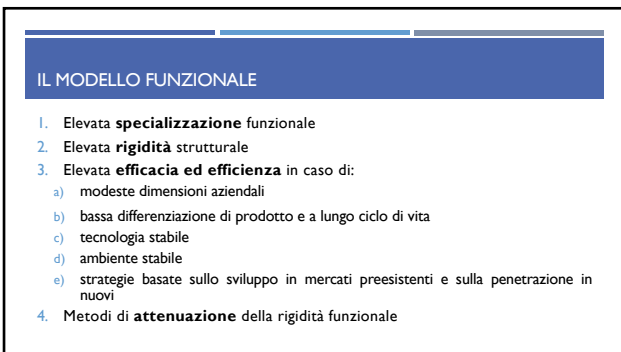 IL MODELLO FUNZIONALE
1. Elevata specializzazione funzionale
2. Elevata rigidità strutturale
3. Elevata efficacia ed efficienza in caso di:
a) modeste dimensioni aziendali
b) bassa differenziazione di prodotto e a lungo ciclo di vita
c) tecnologia stabile
d) ambiente stabile
e) strategie basate sullo sviluppo in mercati preesistenti e sulla penetrazione in
nuovi
4. Metodi di attenuazione della rigidità funzionale